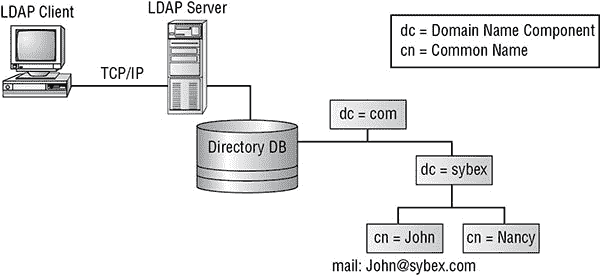 LDAP Client
LDAP Server
TCP/IP
dc = Domain Name Component
cn = Common Name
Directory DB
dc = com
dc = sybex
cn = John
cn = Nancy
mail: John@sybex.com